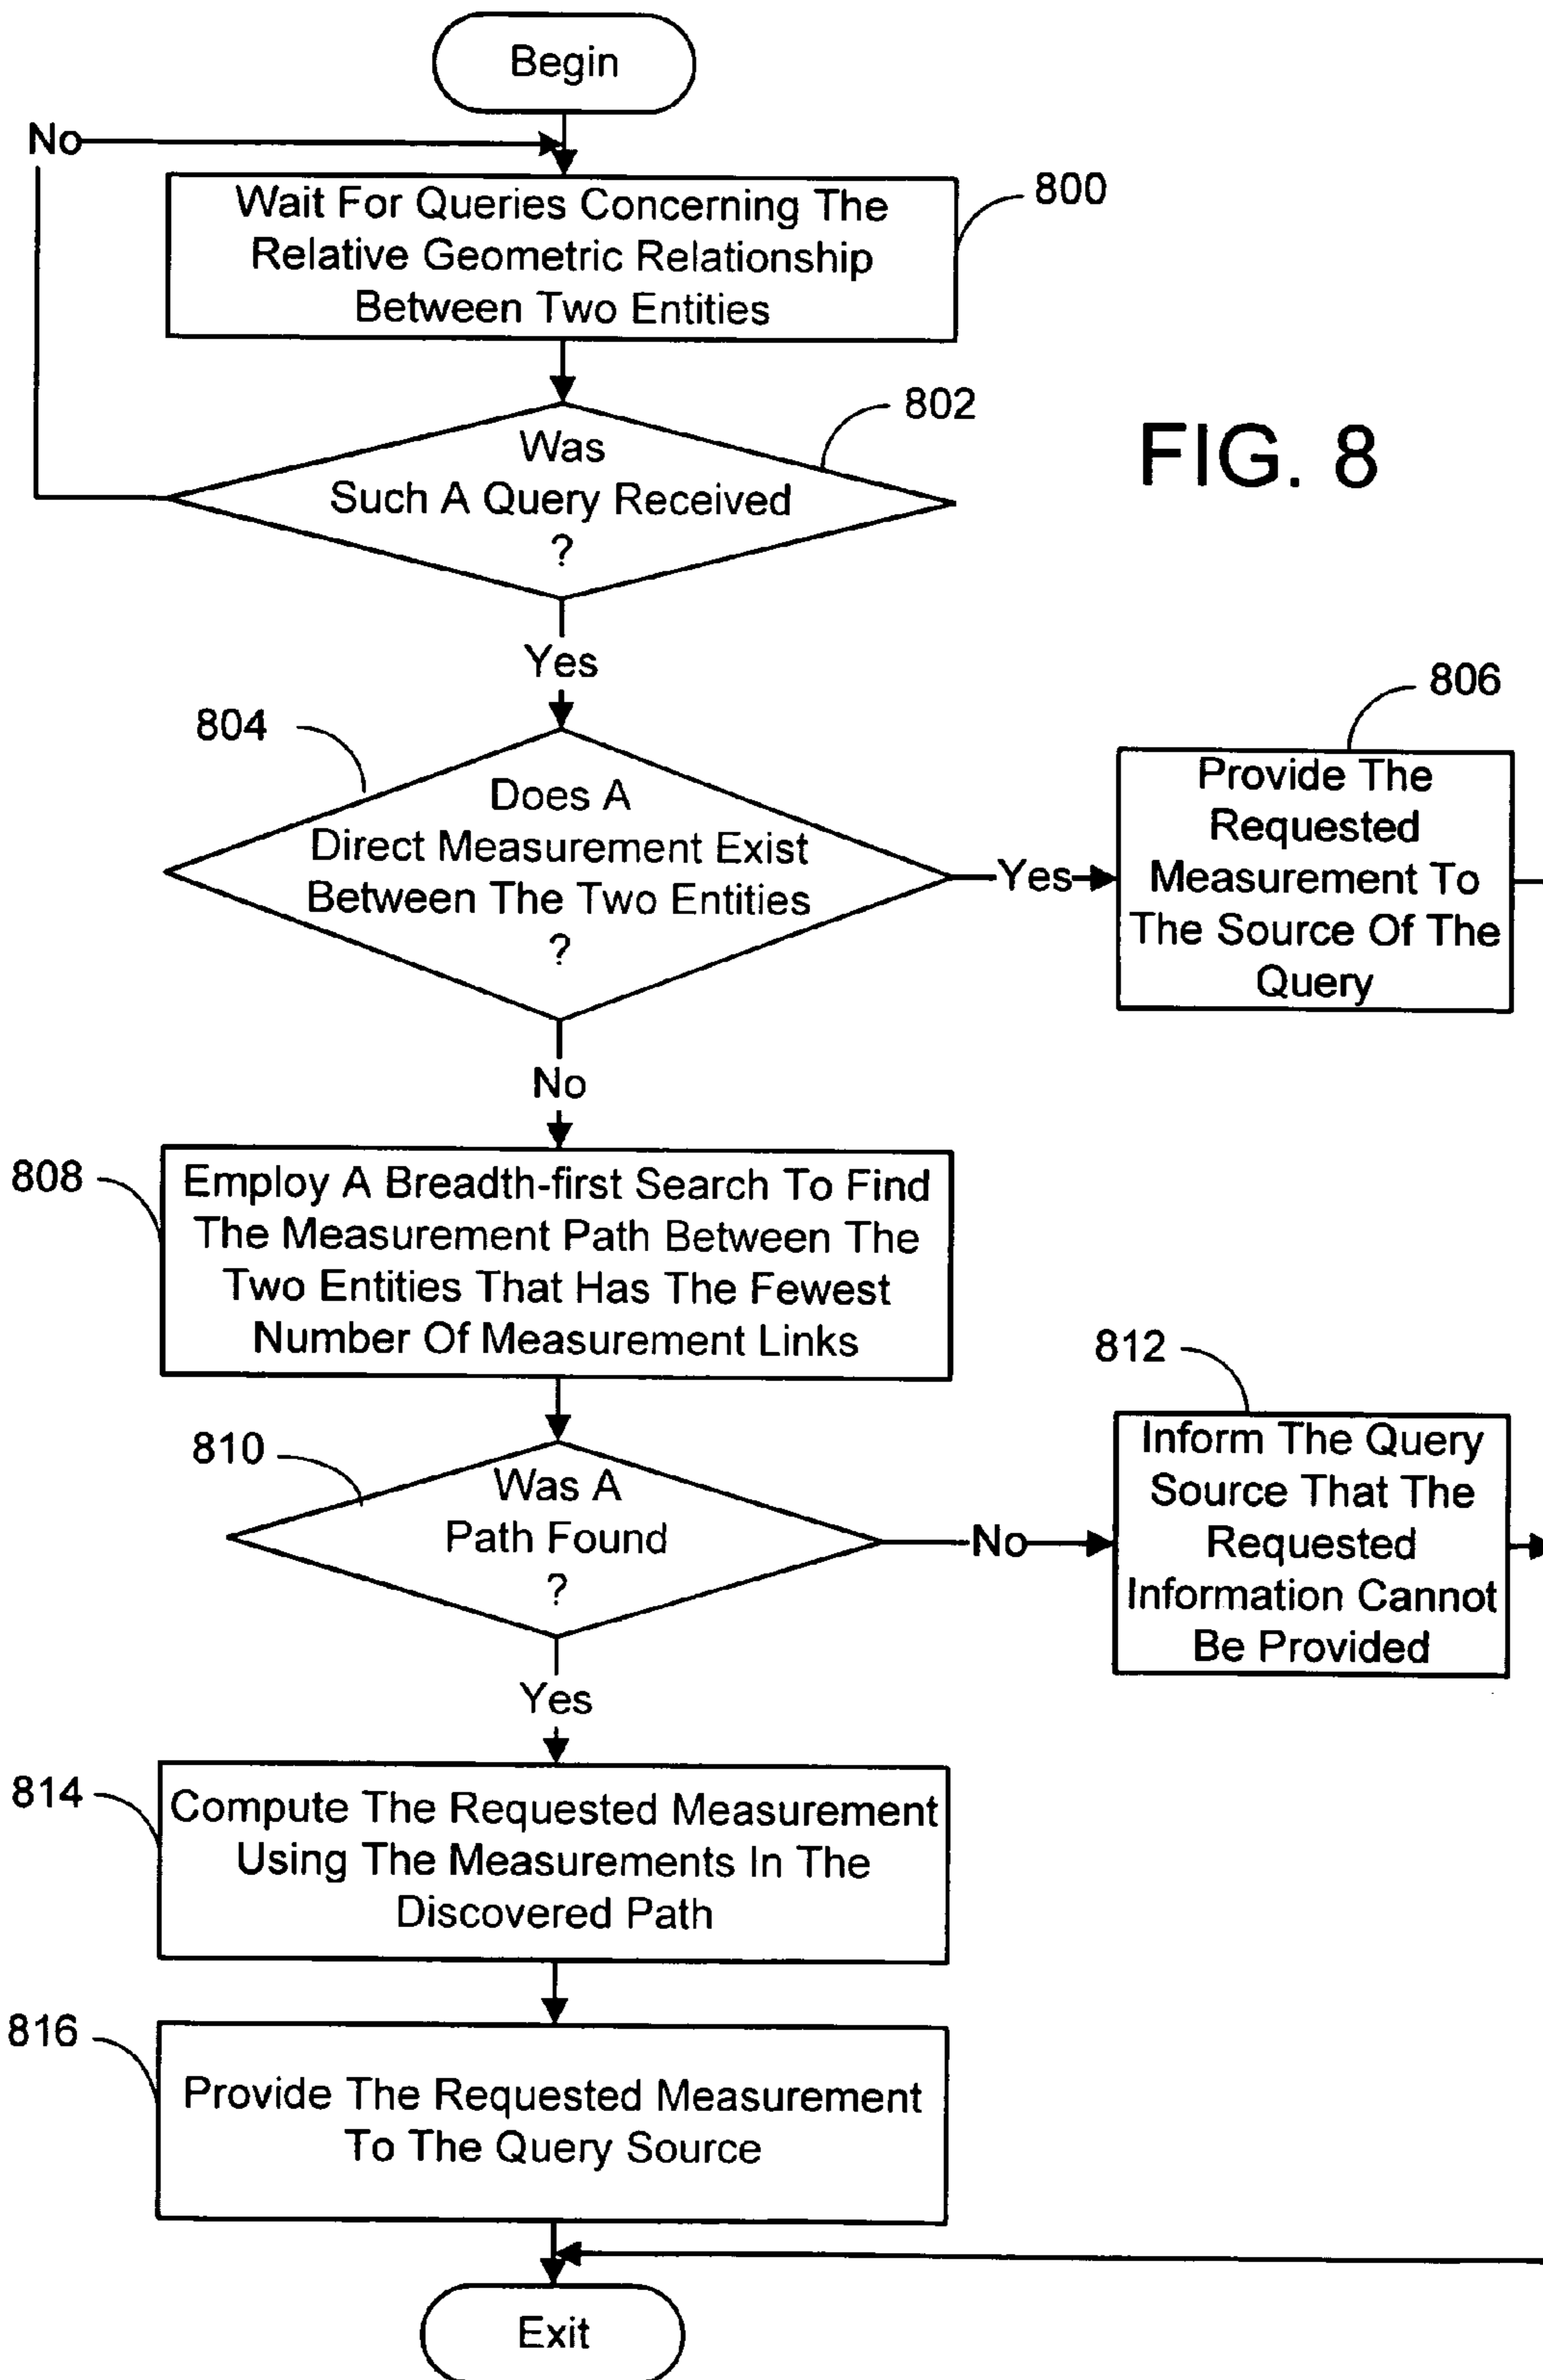 Begin
No
Wait For Queries Concerning The
Relative Geometric Relationship
Between Two Entities
800
802
Was
Such A Query Received
?
FIG. 8
Yes
804
Does A
Direct Measurement Exist
Between The Two Entities
?
Yes
806
Provide The
Requested
Measurement To
The Source Of The
Query
No
808
Employ A Breadth-first Search To Find
The Measurement Path Between The
Two Entities That Has The Fewest
Number Of Measurement Links
810
Was A
Path Found
?
No
812
Inform The Query
Source That The
Requested
Information Cannot
Be Provided
Yes
814
Compute The Requested Measurement
Using The Measurements In The
Discovered Path
816
Provide The Requested Measurement
To The Query Source
Exit